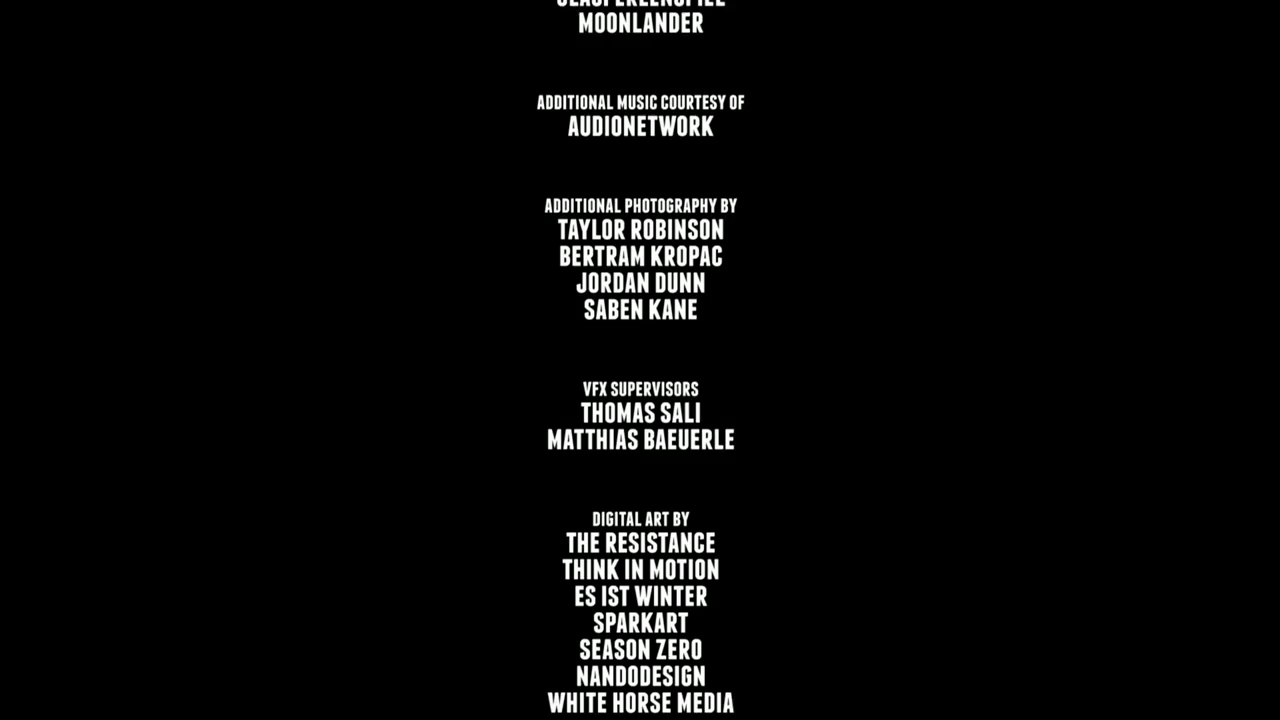 MOONLANDER
ADDITIONAL MUSIC COURTESY OF
AUDIONETWORK
ADDITIONAL PHOTOGRAPHY BY
TAYLOR ROBINSON
BERTRAM KROPAC
JORDAN DUNN
SABEN KANE
VFX SUPERVISORS
THOMAS SALI
MATTHIAS BAEUERLE
DIGITAL ART BY
THE RESISTANCE
THINK IN MOTION
ES IST WINTER
SPARKART
SEASON ZERO
NANDODESIGN
WHITE HORSE MEDIA